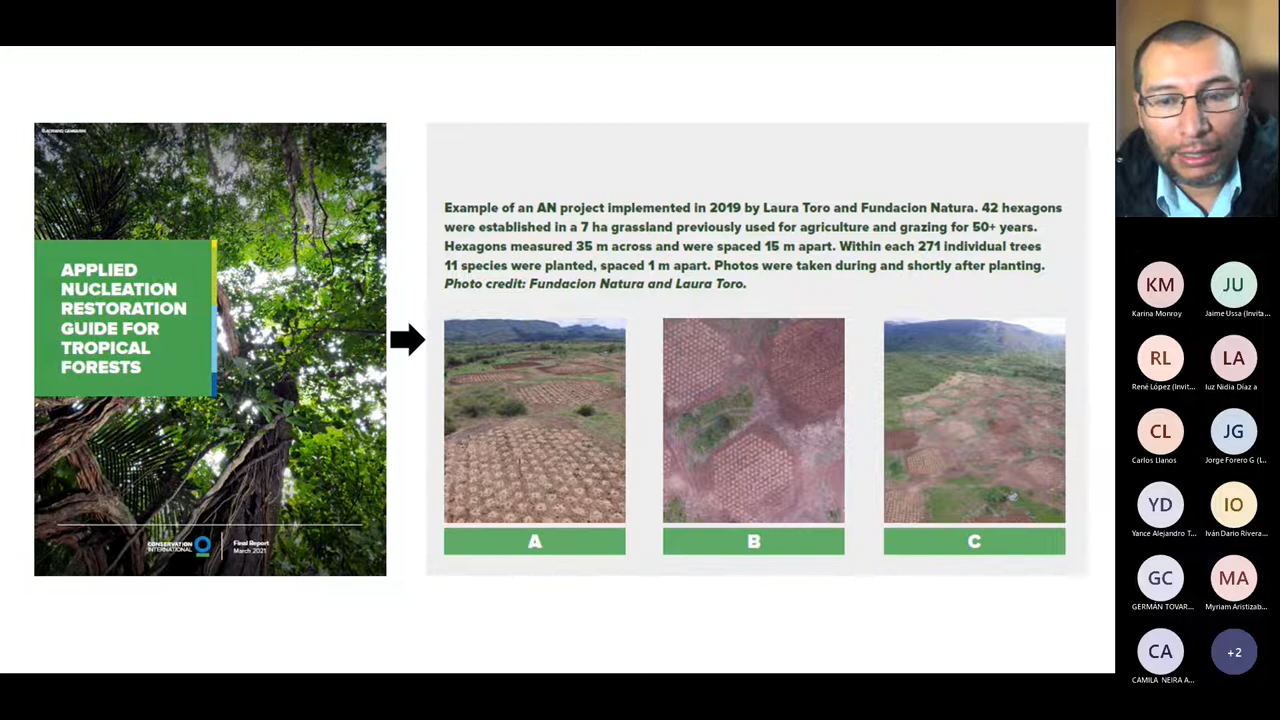 APPLIED
NUCLEATION
RESTORATION
GUIDE FOR
TROPICAL
FORESTS
CONSERVATION
INTERNATIONAL
Final Report
March 2021
Example of an AN project implemented in 2019 by Laura Toro and Fundacion Natura. 42 hexagons
were established in a 7 ha grassland previously used for agriculture and grazing for 50+ years.
Hexagons measured 35 m across and were spaced 15 m apart. Within each 271 individual trees
11 species were planted, spaced 1 m apart. Photos were taken during and shortly after planting.
Photo credit: Fundacion Natura and Laura Toro.
A
B
C
KM
JU
Karina Monroy
Jaime Ussa (Invita...
RL
LA
René López (Invit...
luz Nidia Díaz a
CL
JG
Carlos Llanos
Jorge Forero G (I...
YD
IO
Yance Alejandro T...
Iván Dario Rivera...
GC
MA
GERMÁN TOVAR...
Myriam Aristizab...
CA
+2
CAMILA NEIRA A...